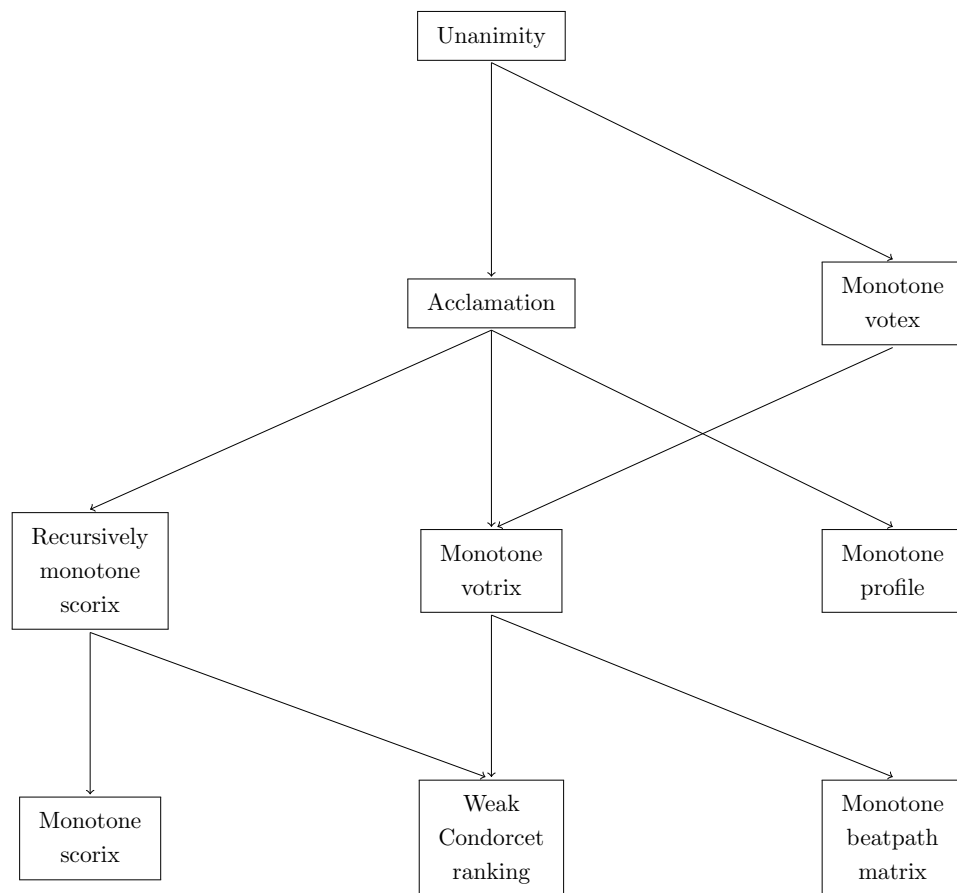 Unanimity
Acclamation
Monotone
votex
Recursively
monotone
scorix
Monotone
votrix
Monotone
profile
Monotone
scorix
Weak
Condorcet
ranking
Monotone
beatpath
matrix